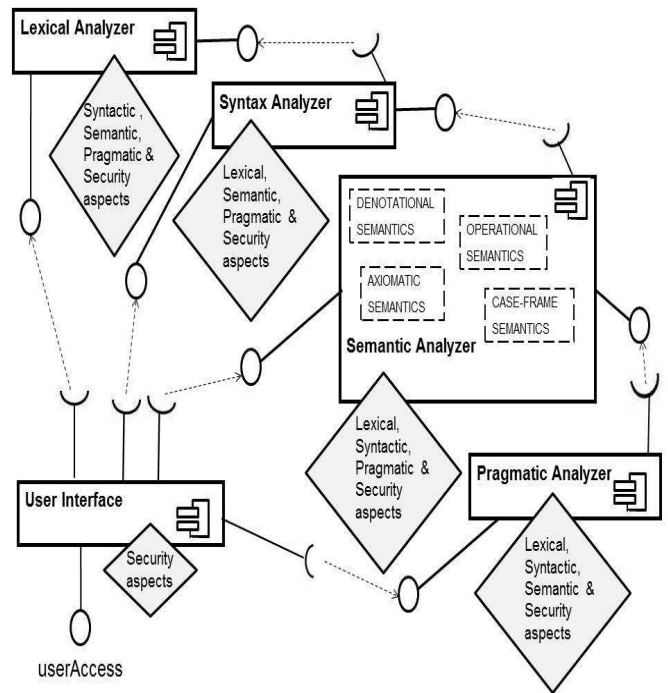 Lexical Analyzer
Syntactic ,
Semantic,
Pragmatic &
Security
aspects
Syntax Analyzer
Lexical,
Semantic,
Pragmatic &
Security
aspects
DENOTATIONAL
SEMANTICS
OPERATIONAL
SEMANTICS
AXIOMATIC
SEMANTICS
CASE-FRAME
SEMANTICS
Semantic Analyzer
Lexical,
Syntactic,
Pragmatic &
Security
aspects
Pragmatic Analyzer
Lexical,
Syntactic,
Semantic &
Security
aspects
User Interface
Security
aspects
userAccess